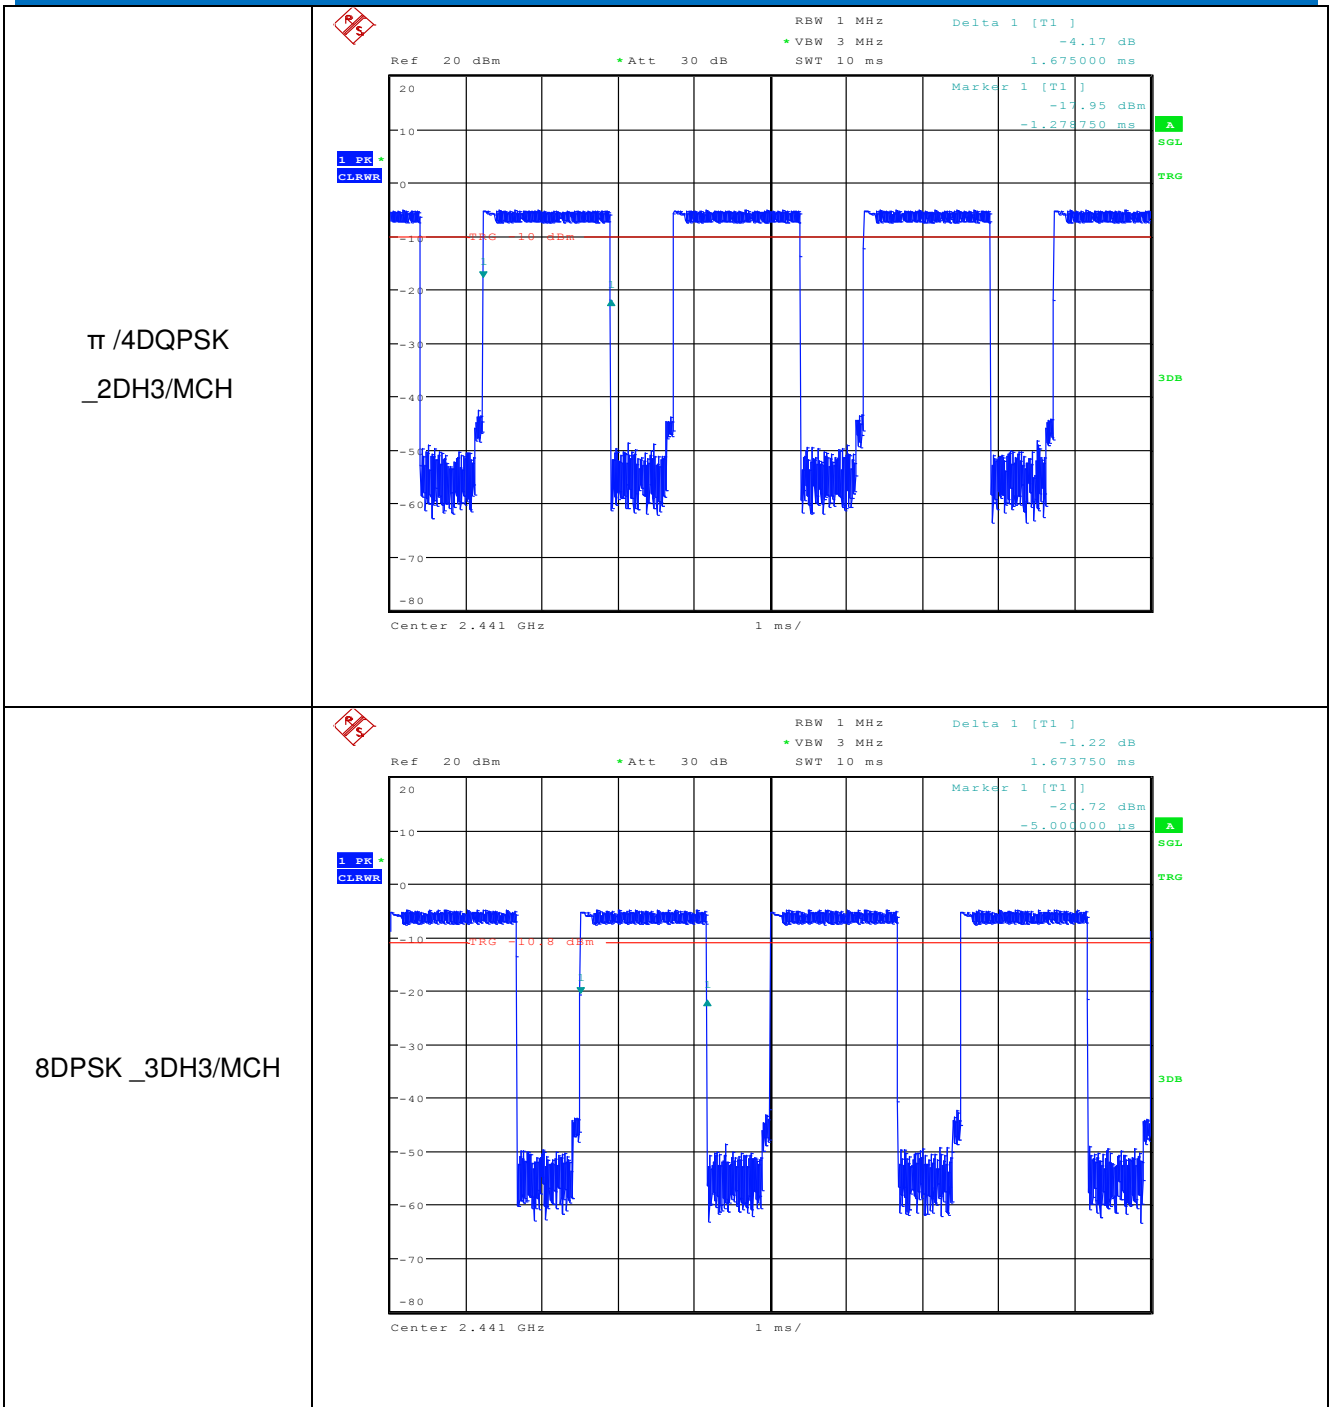 π /4DQPSK
_2DH3/MCH
R
S
RBW 1 MHz
Delta 1 [T1 ]
* VBW 3 MHz
-4.17 dB
Ref 20 dBm
* Att 30 dB
SWT 10 ms
1.675000 ms
20
Marker 1 [T1 ]
-17.95 dBm
-1.278750 ms
A
10
SGL
1 PK *
CLRWR
TRG
0
-10
TRG -10 dBm
1
-20
1
-30
3DB
-40
-50
-60
-70
-80
Center 2.441 GHz
1 ms/
8DPSK _3DH3/MCH
R
S
RBW 1 MHz
Delta 1 [T1 ]
* VBW 3 MHz
-1.22 dB
Ref 20 dBm
* Att 30 dB
SWT 10 ms
1.673750 ms
20
Marker 1 [T1 ]
-20.72 dBm
-5.000000 µs
A
10
SGL
1 PK *
CLRWR
TRG
0
-10
TRG -10.8 dBm
1
-20
1
-30
3DB
-40
-50
-60
-70
-80
Center 2.441 GHz
1 ms/